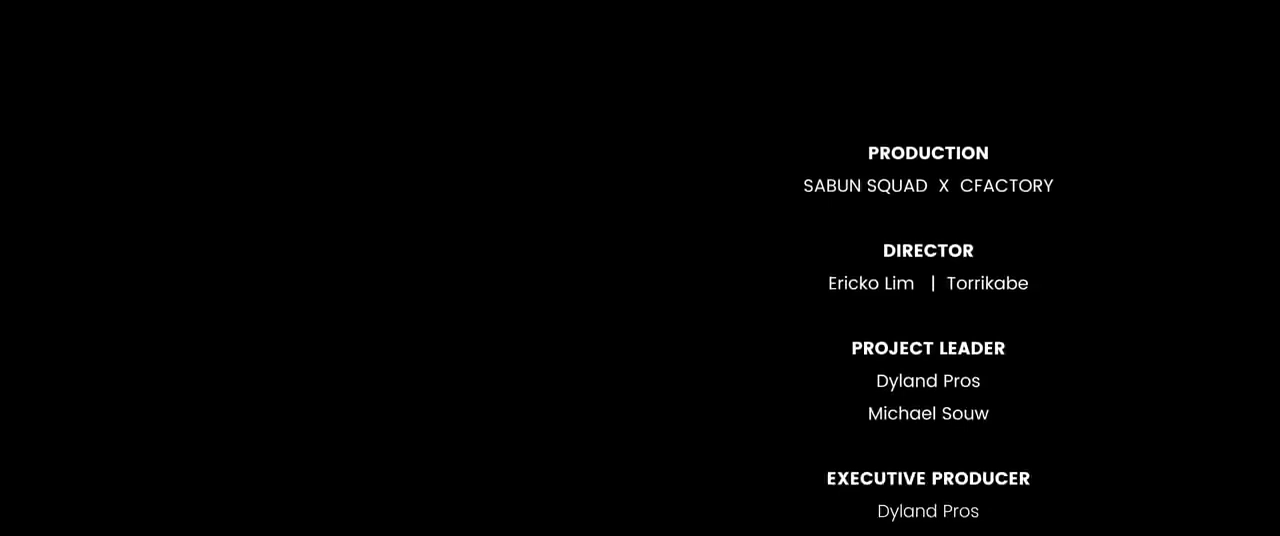 PRODUCTION
SABUN SQUAD X CFACTORY
DIRECTOR
Ericko Lim | Torrikabe
PROJECT LEADER
Dyland Pros
Michael Souw
EXECUTIVE PRODUCER
Dyland Pros